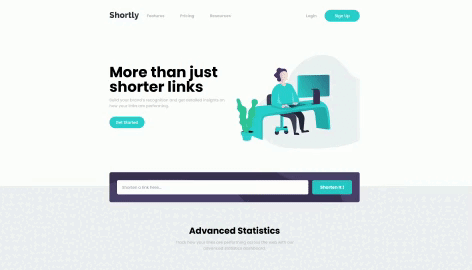 Shortly Features Pricing Resources Login Sign Up
More than just
shorter links
Build your brand's recognition and get detailed insights on
how your links are performing.
Get Started
Shorten a link here... Shorten It !
Advanced Statistics
Track how your links are performing across the web with our
advanced statistics dashboard.